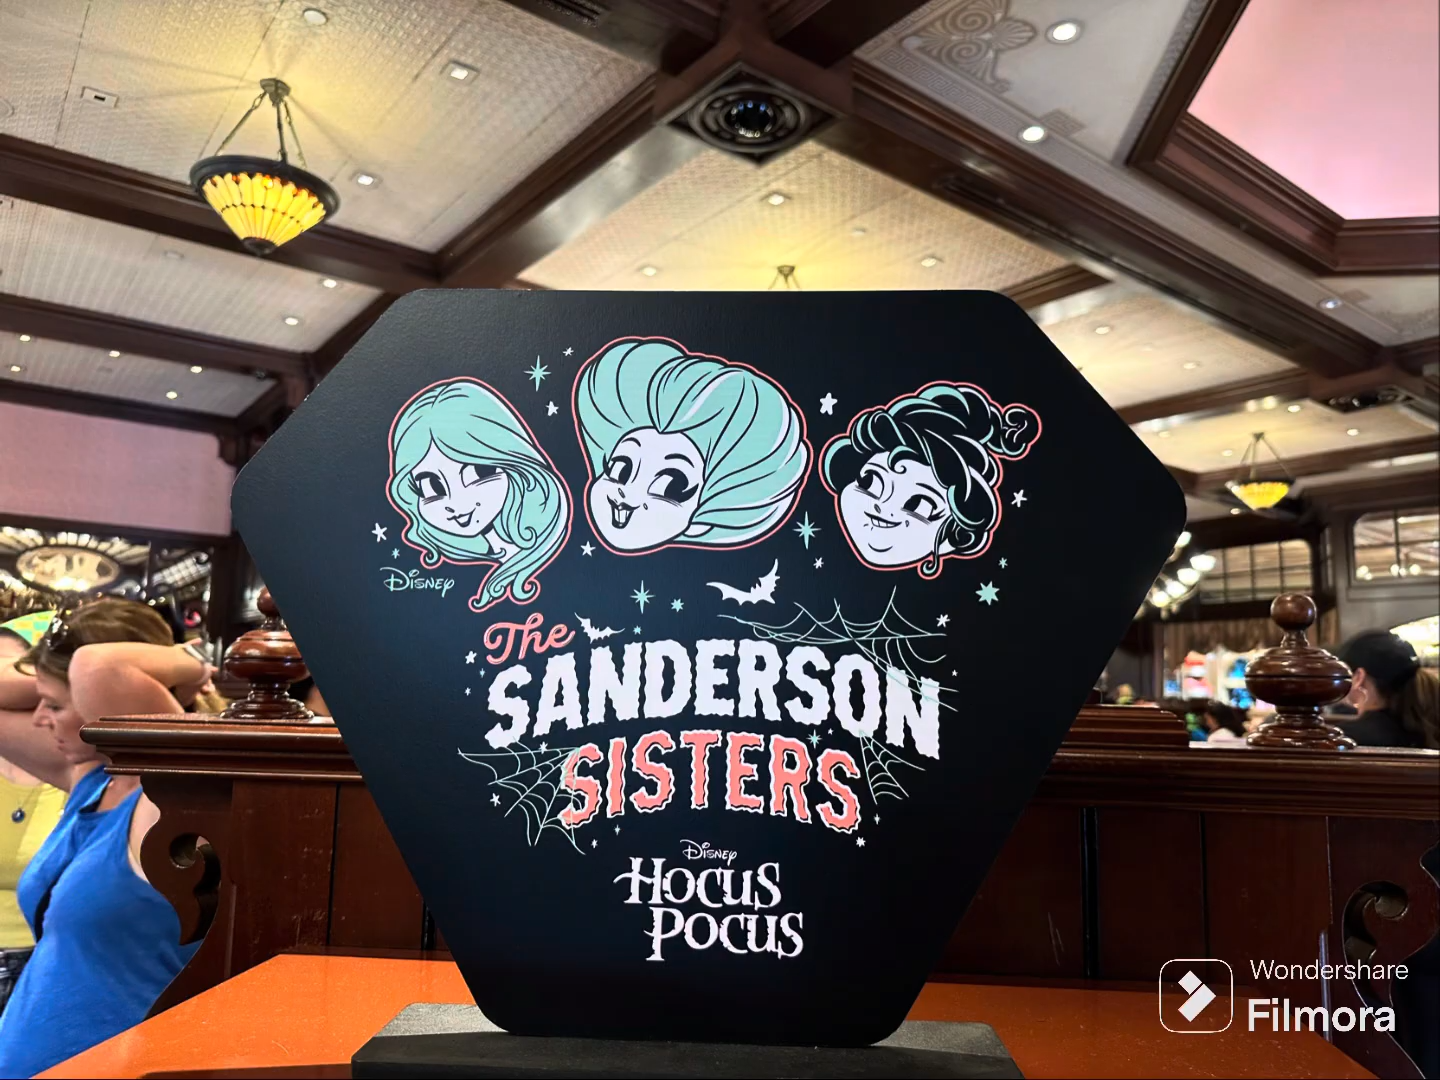 Disney
The
SANDERSON
SISTERS
Disney
HOCUS
POCUS
Wondershare
Filmora